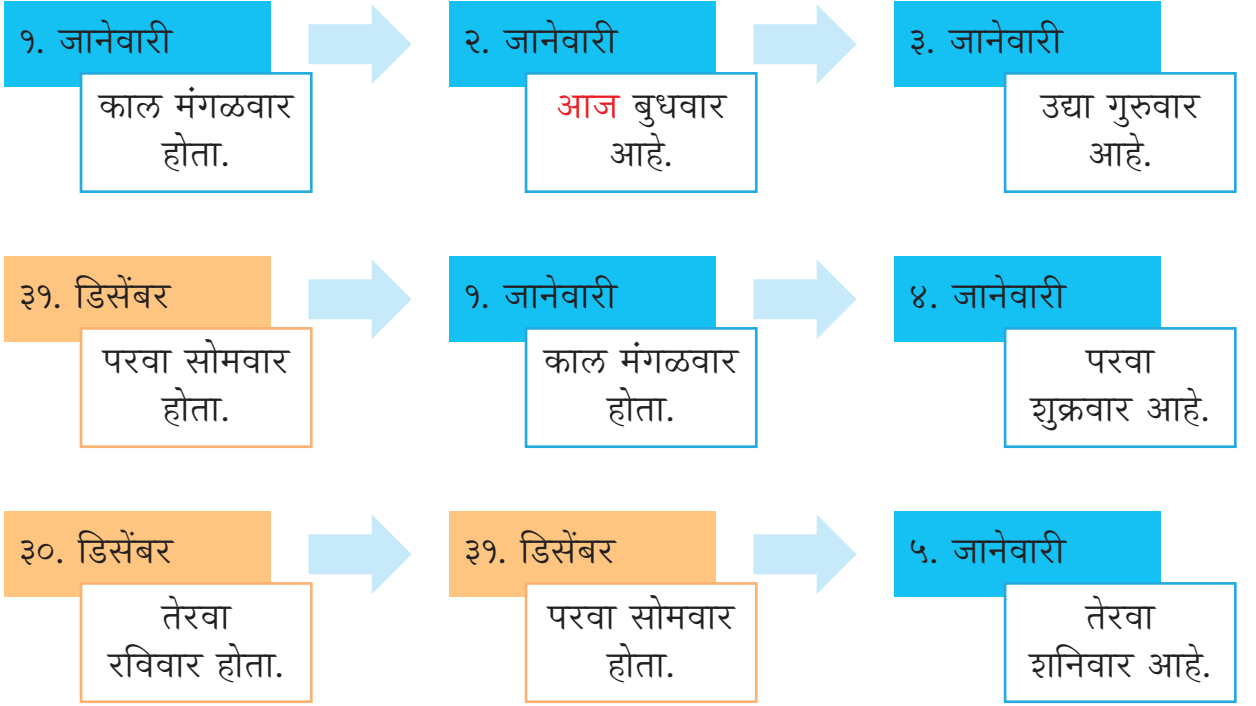 १. जानेवारी
काल मंगळवार
होता.
२. जानेवारी
आज बुधवार
आहे.
३. जानेवारी
उद्या गुरुवार
आहे.
३१. डिसेंबर
परवा सोमवार
होता.
१. जानेवारी
काल मंगळवार
होता.
४. जानेवारी
परवा
शुक्रवार आहे.
३०. डिसेंबर
तेरवा
रविवार होता.
३१. डिसेंबर
परवा सोमवार
होता.
५. जानेवारी
तेरवा
शनिवार आहे.